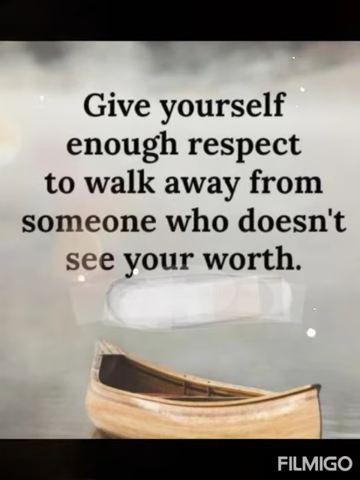 Give yourself
enough respect
to walk away from
someone who doesn't
see your worth.
FILMIGO